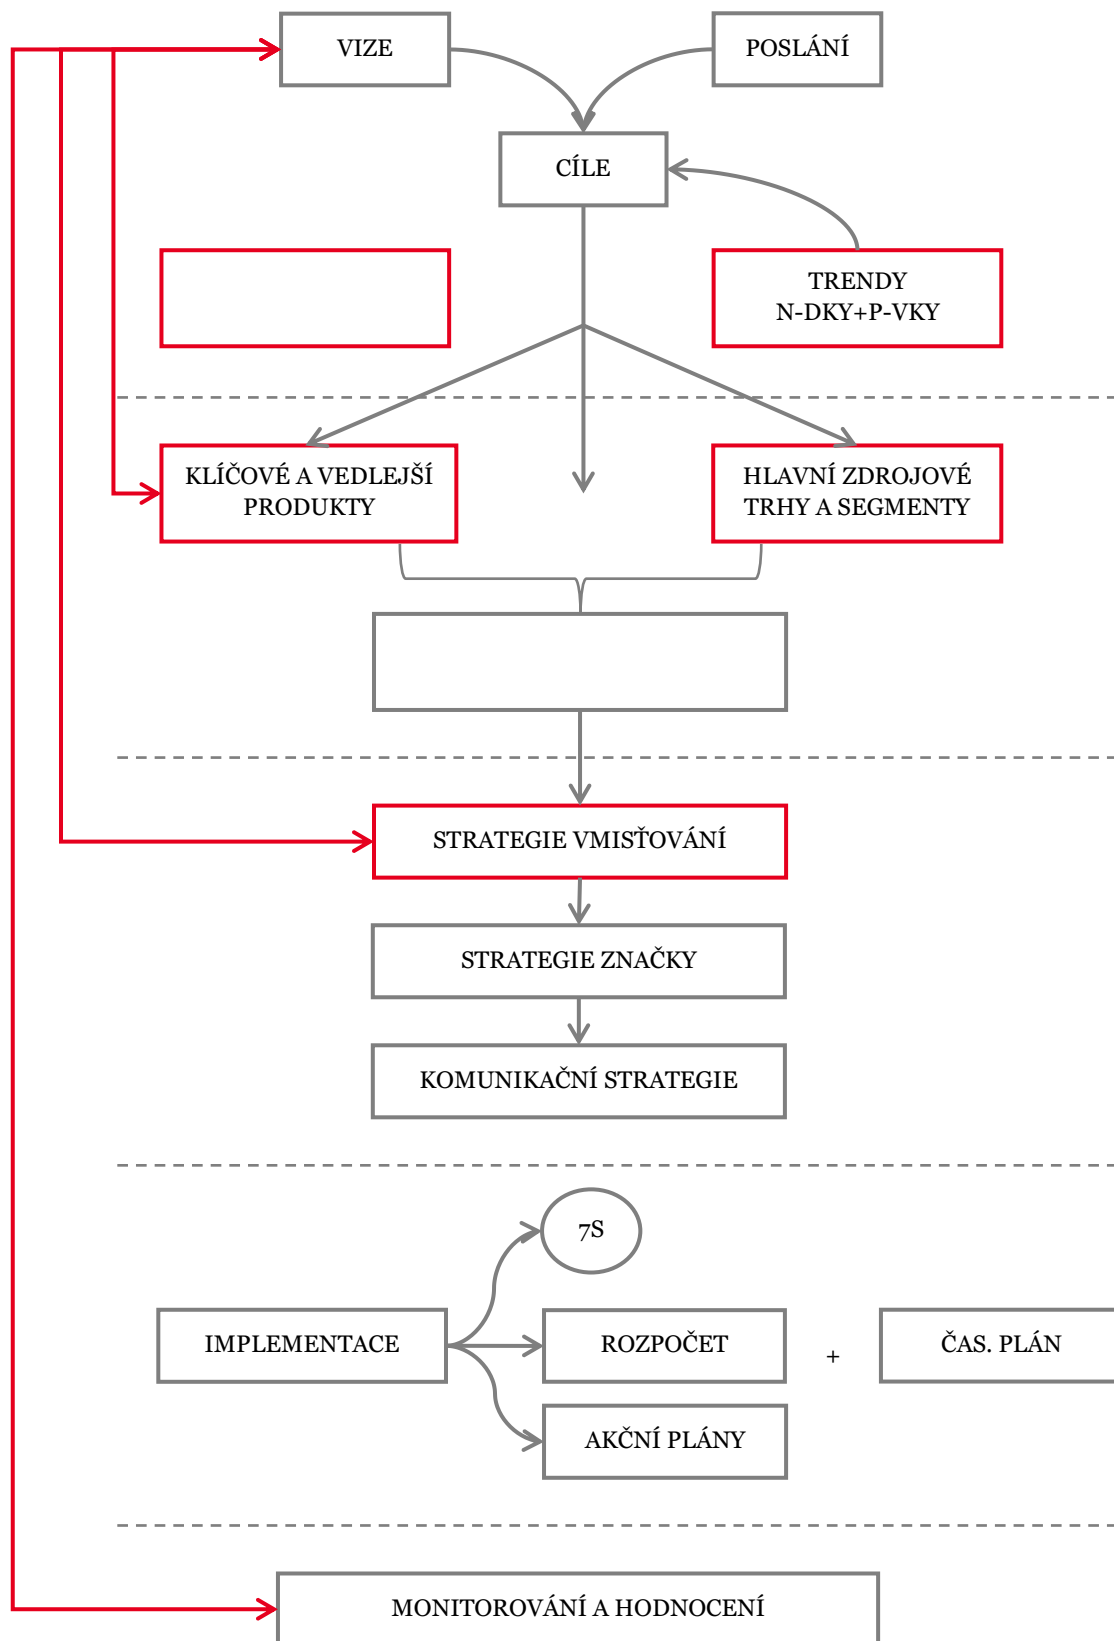 VIZE
POSLÁNÍ
CÍLE
TRENDY
N-DKY+P-VKY
KLÍČOVÉ A VEDLEJŠÍ
PRODUKTY
HLAVNÍ ZDROJOVÉ
TRHY A SEGMENTY
STRATEGIE VMISŤOVÁNÍ
STRATEGIE ZNAČKY
KOMUNIKAČNÍ STRATEGIE
7S
IMPLEMENTACE
ROZPOČET
+
ČAS. PLÁN
AKČNÍ PLÁNY
MONITOROVÁNÍ A HODNOCENÍ